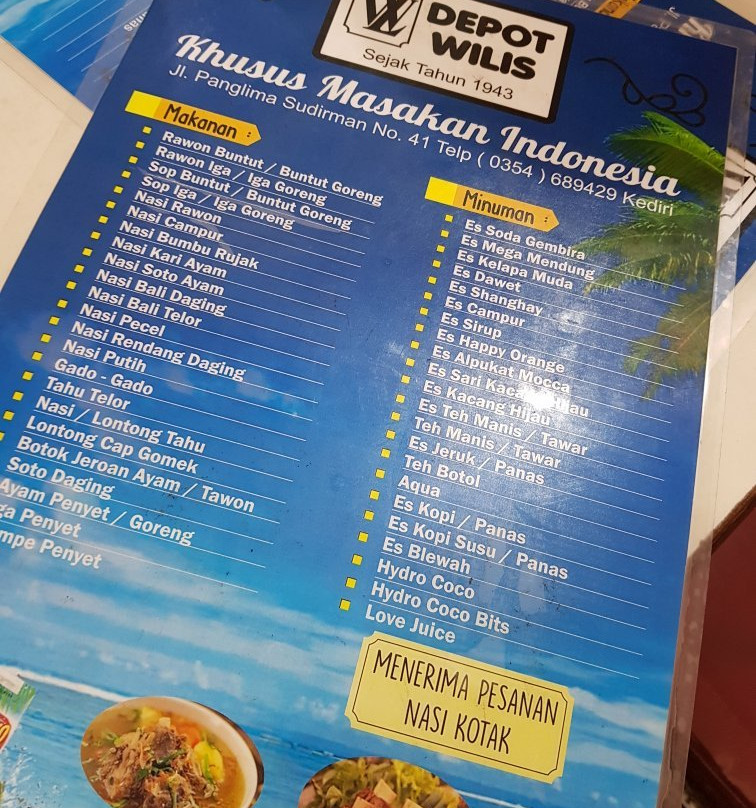 DEPOT
WILIS
Sejak Tahun 1943
Khusus Masakan Indonesia
Jl. Panglima Sudirman No. 41 Telp ( 0354 ) 689429 Kediri
Makanan :
Rawon Buntut / Buntut Goreng
Rawon Iga / Iga Goreng
Sop Buntut / Buntut Goreng
Sop Iga / Iga Goreng
Nasi Rawon
Nasi Campur
Nasi Bumbu Rujak
Nasi Kari Ayam
Nasi Soto Ayam
Nasi Bali Daging
Nasi Bali Telor
Nasi Pecel
Nasi Rendang Daging
Nasi Putih
Gado - Gado
Tahu Telor
Nasi / Lontong Tahu
Lontong Cap Gomek
Botok Jeroan Ayam / Tawon
Soto Daging
Ayam Penyet / Goreng
ga Penyet
mpe Penyet
Minuman :
Es Soda Gembira
Es Mega Mendung
Es Kelapa Muda
Es Dawet
Es Shanghay
Es Campur
Es Sirup
Es Happy Orange
Es Alpukat Mocca
Es Sari Kacang Hijau
Es Kacang Hijau
Es Teh Manis / Tawar
Teh Manis / Tawar
Es Jeruk / Panas
Teh Botol
Aqua
Es Kopi / Panas
Es Kopi Susu / Panas
Es Blewah
Hydro Coco
Hydro Coco Bits
Love Juice
MENERIMA PESANAN
NASI KOTAK